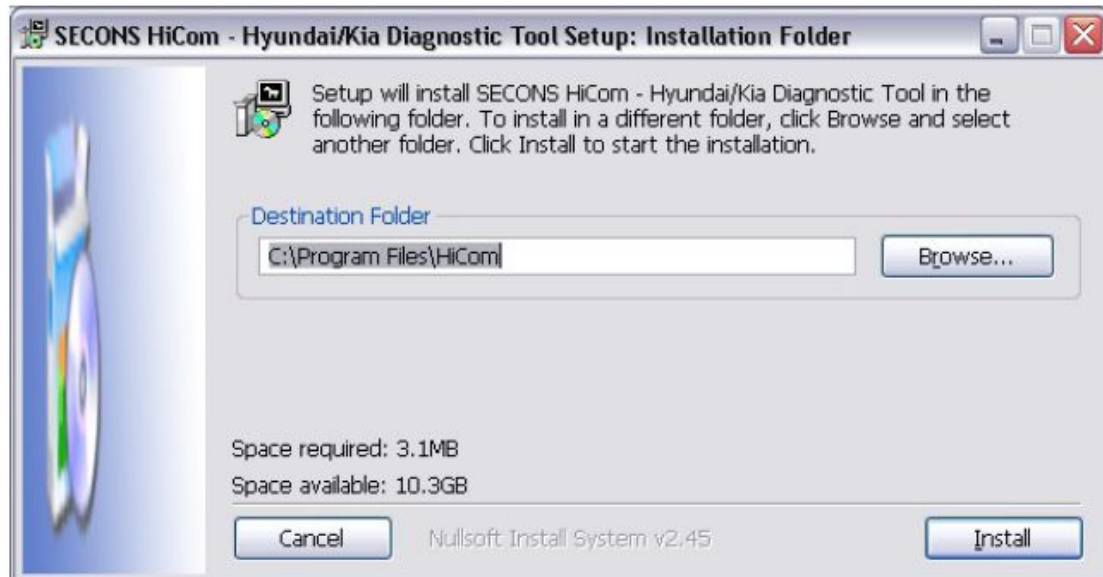 SECONS HiCom - Hyundai/Kia Diagnostic Tool Setup: Installation Folder
Setup will install SECONS HiCom - Hyundai/Kia Diagnostic Tool in the
following folder. To install in a different folder, click Browse and select
another folder. Click Install to start the installation.
Destination Folder
C:\Program Files\HiCom
Browse...
Space required: 3.1MB
Space available: 10.3GB
Cancel
Nullsoft Install System v2.45
Install